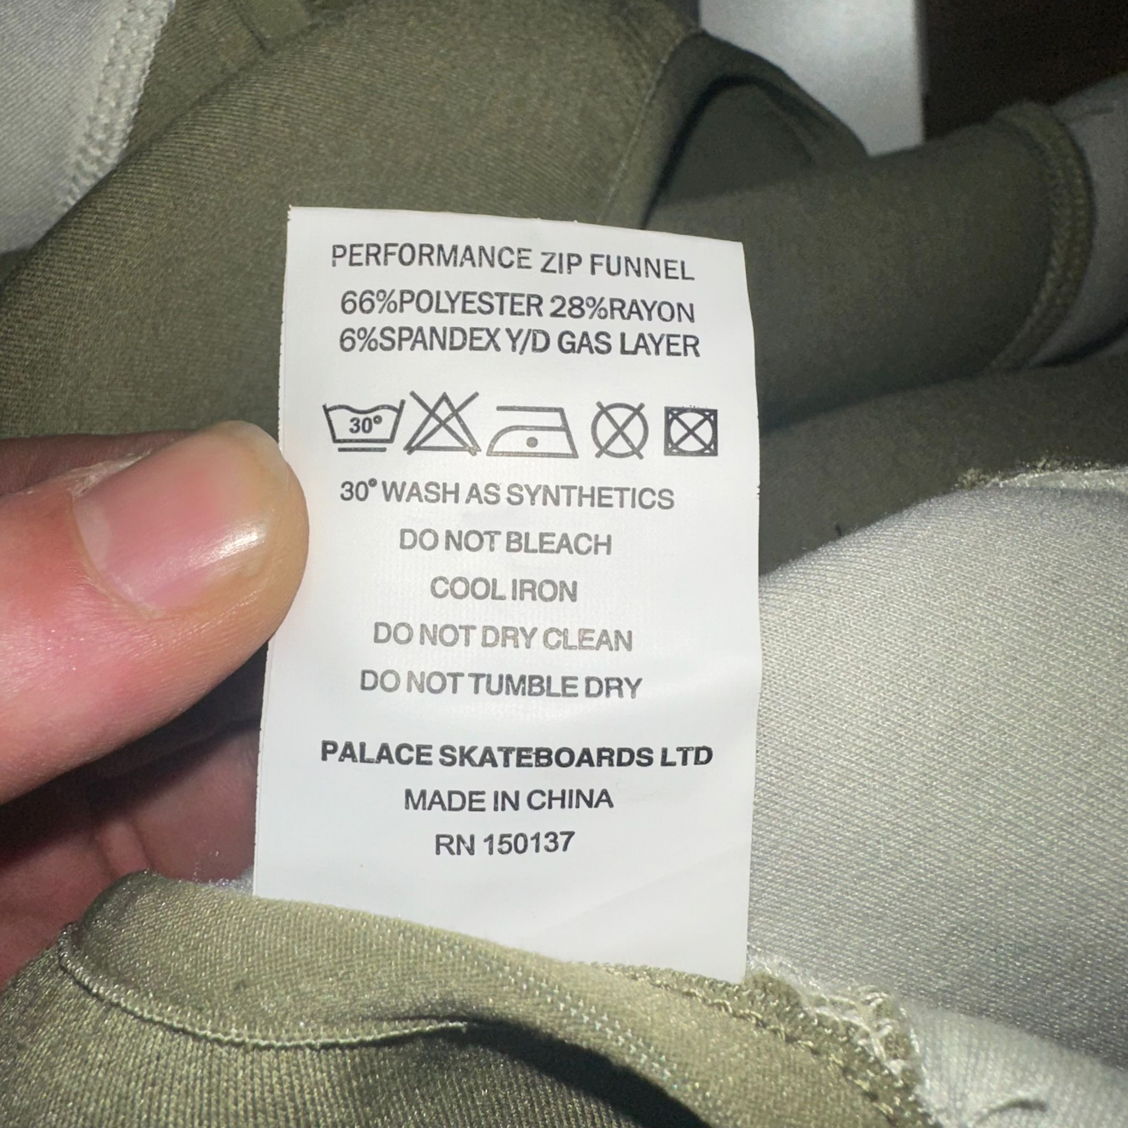 PERFORMANCE ZIP FUNNEL
66%POLYESTER 28%RAYON
6%SPANDEX Y/D GAS LAYER
30°
30° WASH AS SYNTHETICS
DO NOT BLEACH
COOL IRON
DO NOT DRY CLEAN
DO NOT TUMBLE DRY
PALACE SKATEBOARDS LTD
MADE IN CHINA
RN 150137